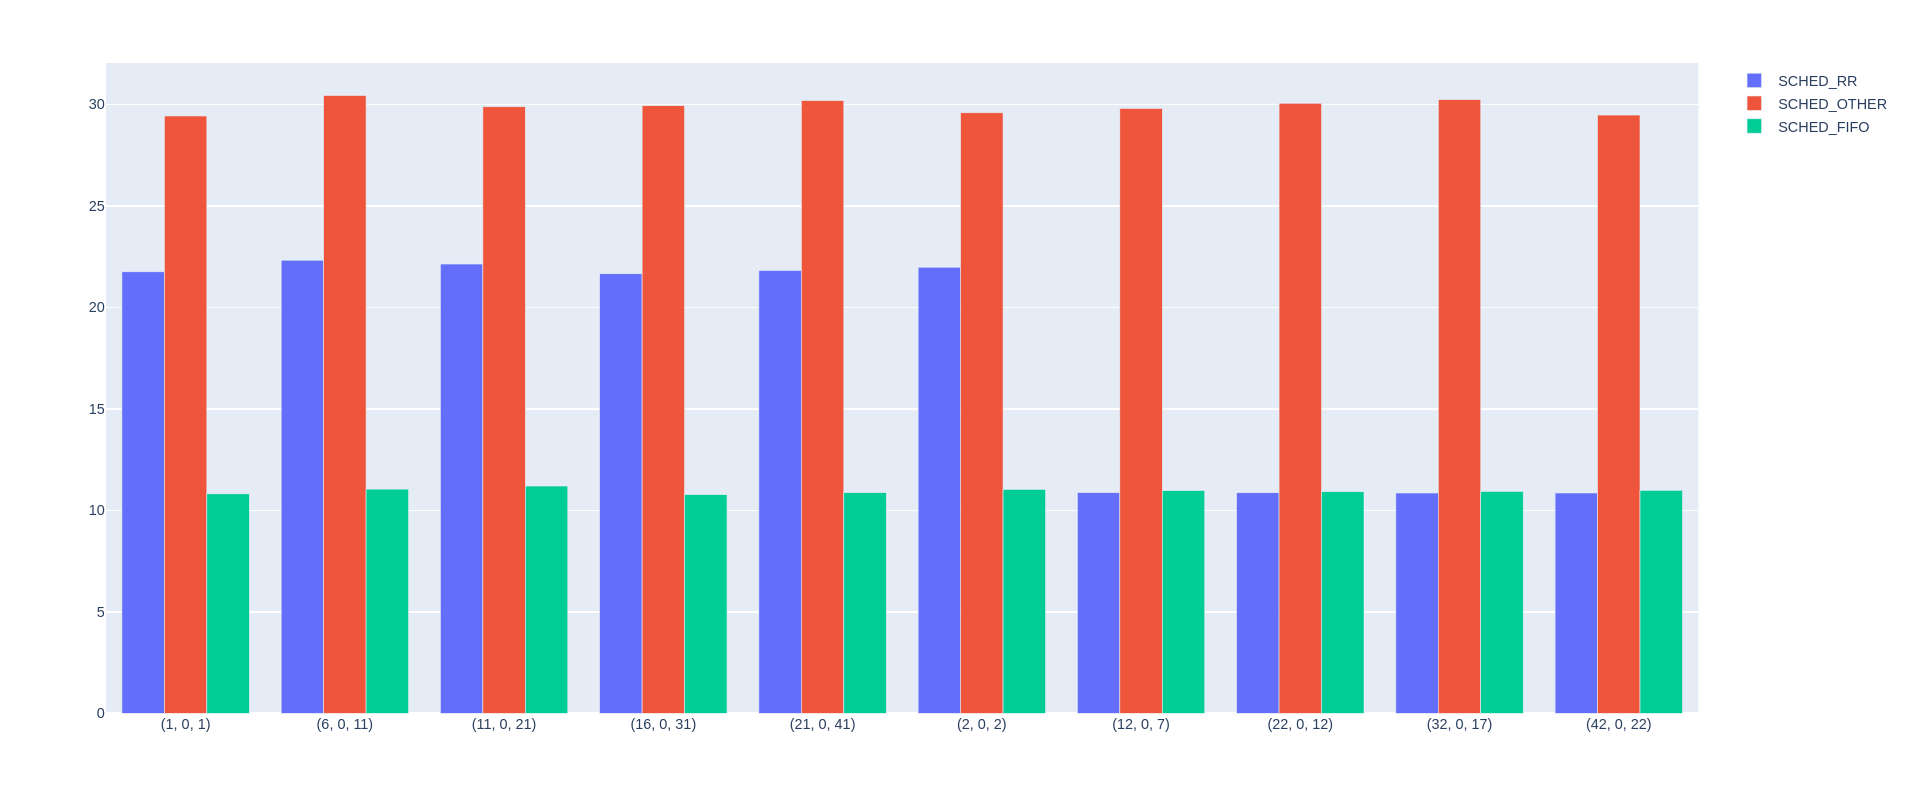 SCHED_RR
SCHED_OTHER
SCHED_FIFO
30
25
20
15
10
5
0
(1, 0, 1) (6, 0, 11) (11, 0, 21) (16, 0, 31) (21, 0, 41) (2, 0, 2) (12, 0, 7) (22, 0, 12) (32, 0, 17) (42, 0, 22)